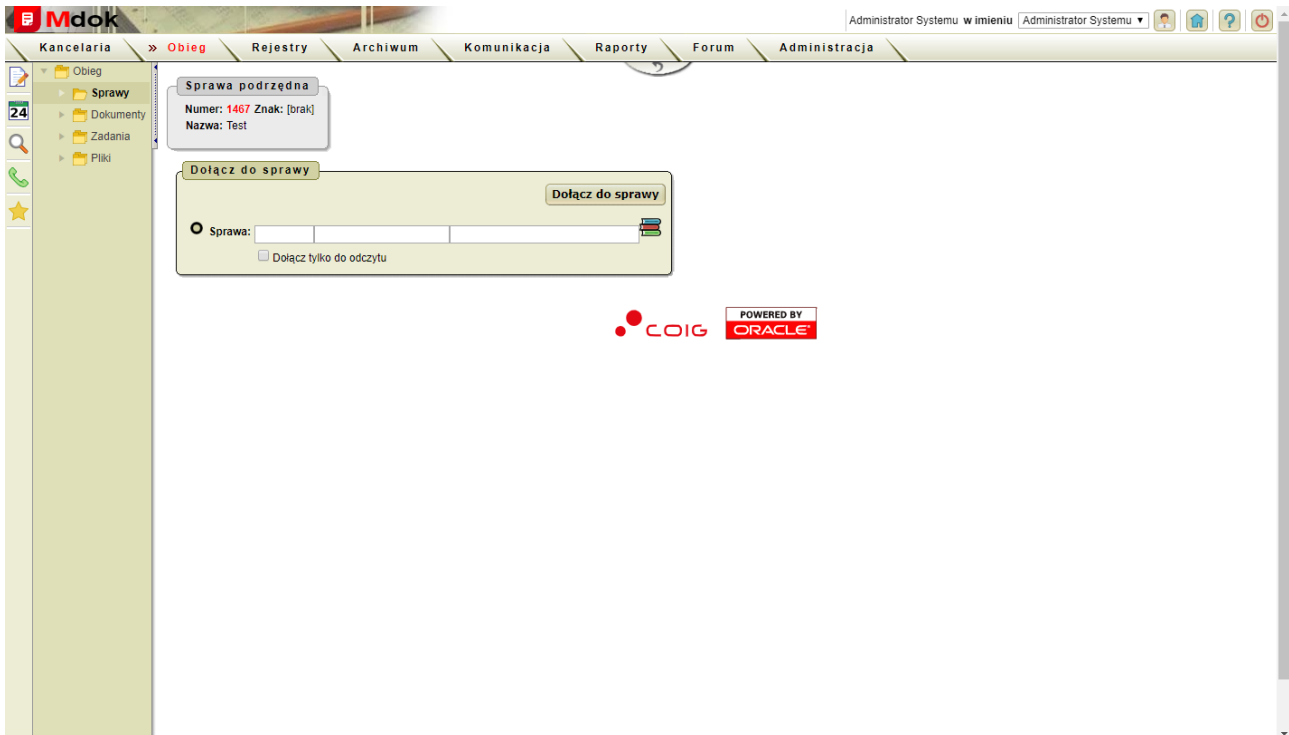 Mdok
Administrator Systemu w imieniu Administrator Systemu
Kancelaria » Obieg Rejestry Archiwum Komunikacja Raporty Forum Administracja
Obieg
Sprawy
24
Dokumenty
Zadania
Pliki
Sprawa podrzędna
Numer: 1467 Znak: [brak]
Nazwa: Test
Dołącz do sprawy
Dołącz do sprawy
Sprawa:
Dołącz tylko do odczytu
COIG
POWERED BY
ORACLE